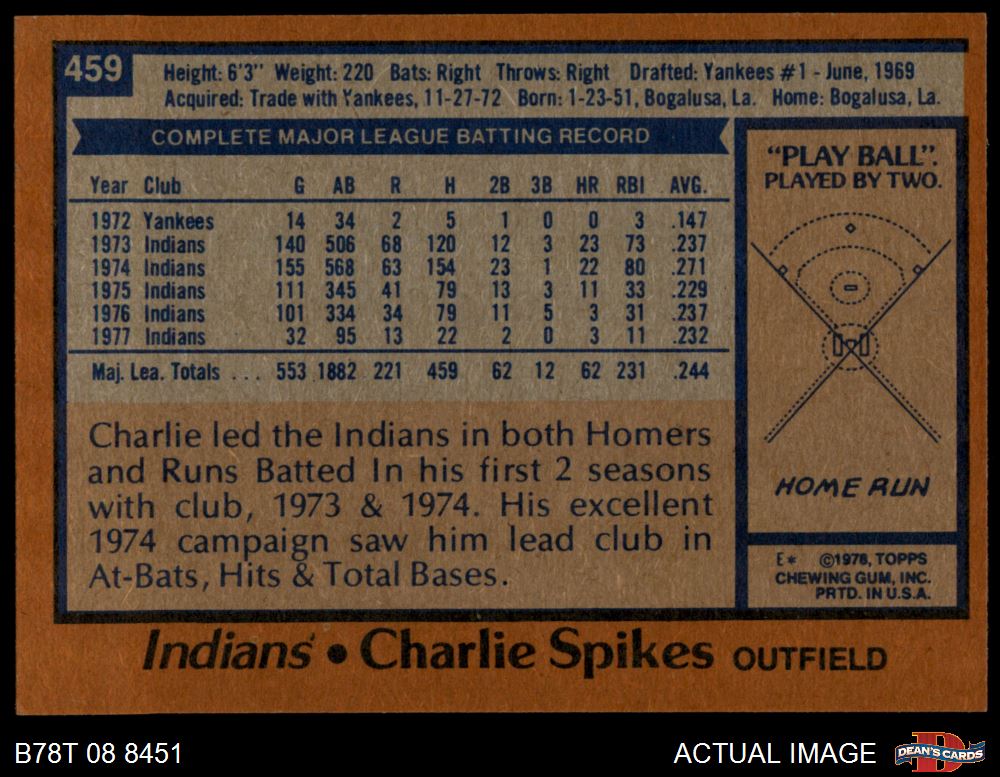 459
Height: 6'3" Weight: 220 Bats: Right Throws: Right Drafted: Yankees #1 - June, 1969
Acquired: Trade with Yankees, 11-27-72 Born: 1-23-51, Bogalusa, La. Home: Bogalusa, La.
COMPLETE MAJOR LEAGUE BATTING RECORD
Year Club G AB R H 2B 3B HR RBI AVG.
1972 Yankees 14 34 2 5 1 0 0 3 .147
1973 Indians 140 506 68 120 12 3 23 73 .237
1974 Indians 155 568 63 154 23 1 22 80 .271
1975 Indians 111 345 41 79 13 3 11 33 .229
1976 Indians 101 334 34 79 11 5 3 31 .237
1977 Indians 32 95 13 22 2 0 3 11 .232
Maj. Lea. Totals ... 553 1882 221 459 62 12 62 231 .244
Charlie led the Indians in both Homers
and Runs Batted In his first 2 seasons
with club, 1973 & 1974. His excellent
1974 campaign saw him lead club in
At-Bats, Hits & Total Bases.
"PLAY BALL".
PLAYED BY TWO.
HOME RUN
E* ©1978, TOPPS
CHEWING GUM, INC.
PRTD. IN U.S.A.
Indians • Charlie Spikes OUTFIELD
B78T 08 8451
ACTUAL IMAGE
DEAN'S CARDS